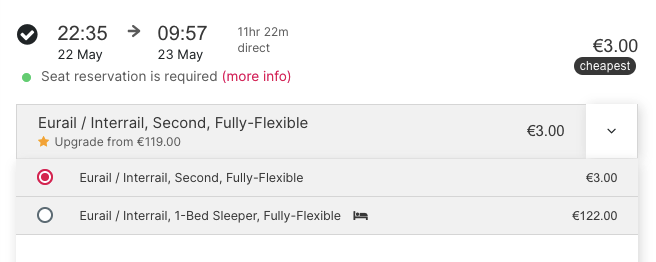 22:35 → 09:57 11hr 22m
22 May 23 May direct
€3.00
cheapest
Seat reservation is required (more info)
Eurail / Interrail, Second, Fully-Flexible €3.00
Upgrade from €119.00
Eurail / Interrail, Second, Fully-Flexible €3.00
Eurail / Interrail, 1-Bed Sleeper, Fully-Flexible €122.00